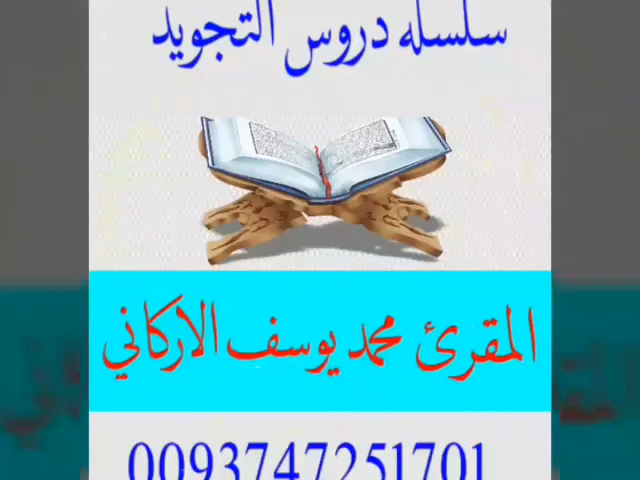 سلسله دروس التجويد
المقرئ محمد يوسف الاركاني
0093747251701